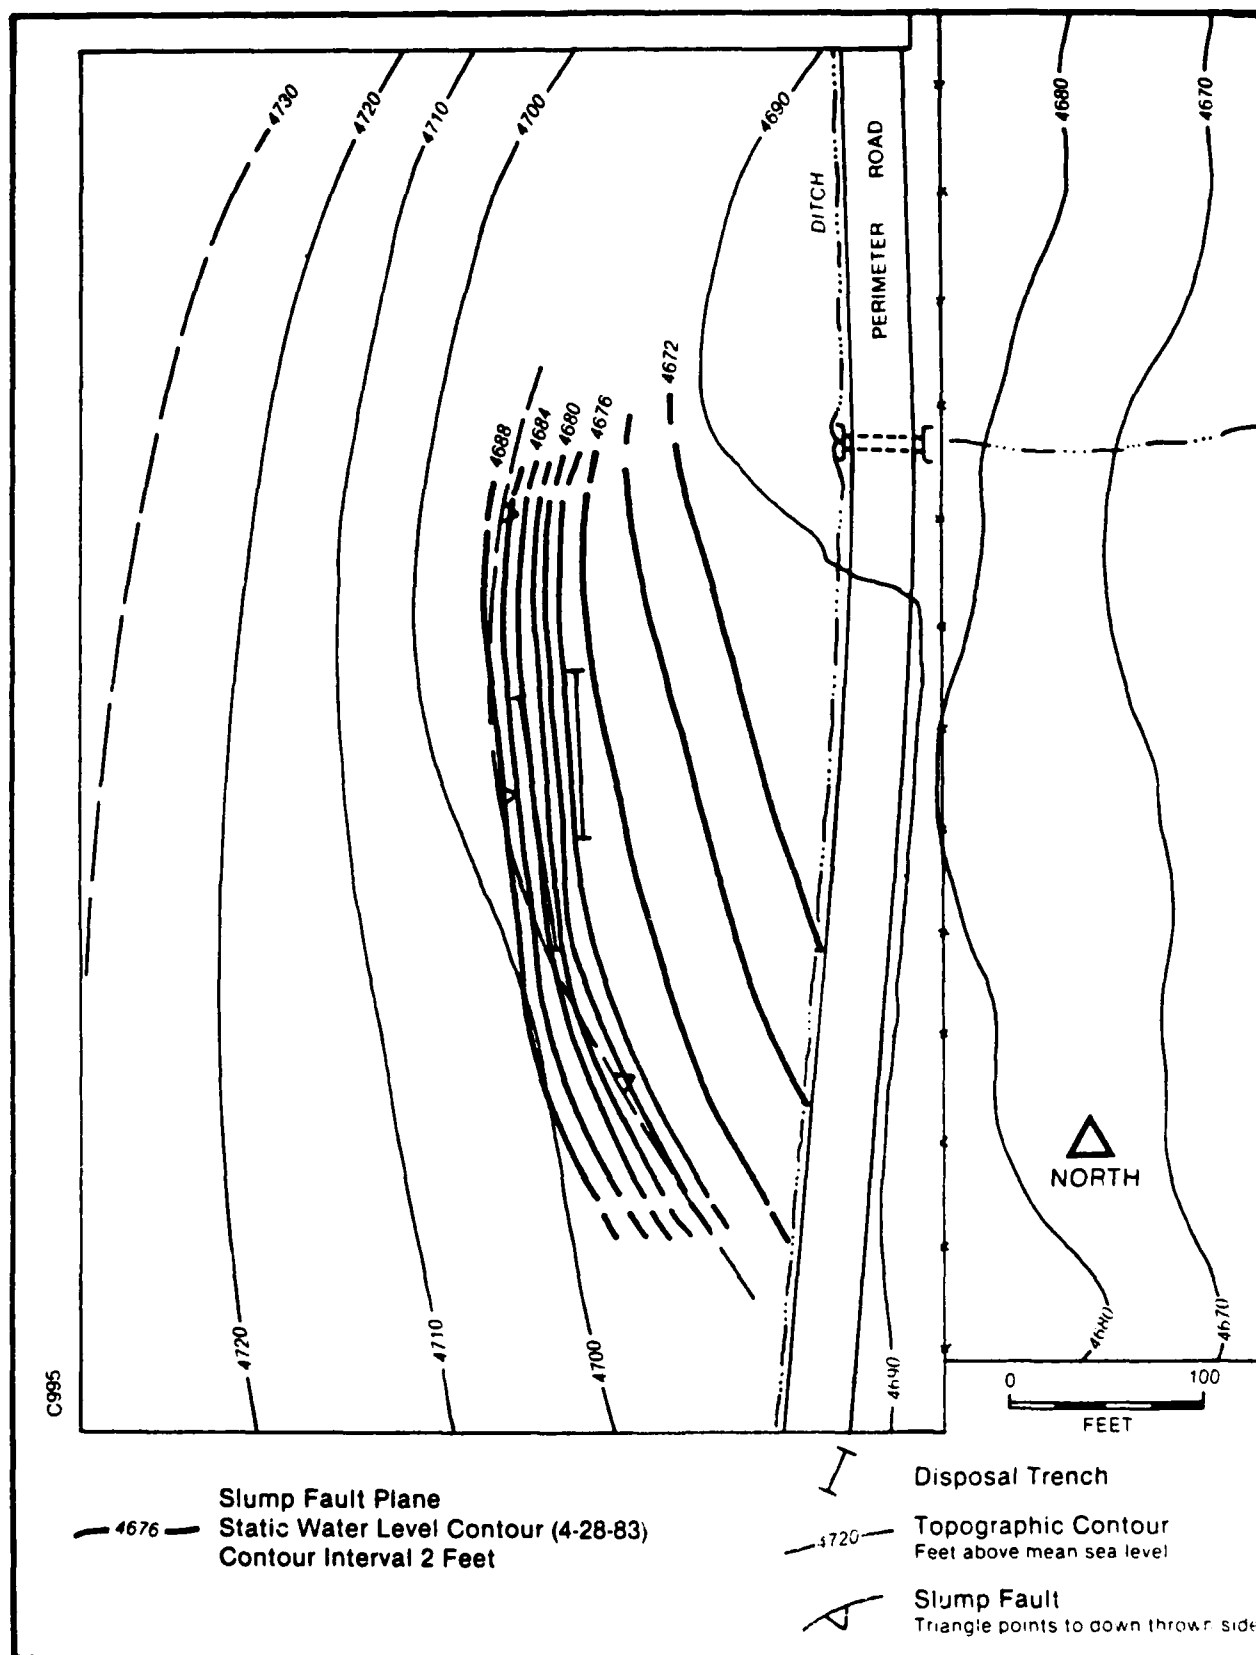 4730
4720
4710
4700
4690
4680
4670
DITCH
PERIMETER ROAD
4672
4688
4684
4680
4676
NORTH
4720
4710
4700
4690
4680
4670
0 100
FEET
C995
Disposal Trench
Slump Fault Plane
4676 Static Water Level Contour (4-28-83)
Contour Interval 2 Feet
4720 Topographic Contour
Feet above mean sea level
Slump Fault
Triangle points to down thrown side